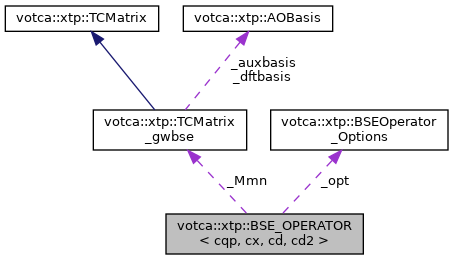 votca::xtp::TCMatrix
votca::xtp::AOBasis
_auxbasis
_dftbasis
votca::xtp::TCMatrix
_gwbse
votca::xtp::BSEOperator
_Options
_Mmn
_opt
votca::xtp::BSE_OPERATOR
< cqp, cx, cd, cd2 >